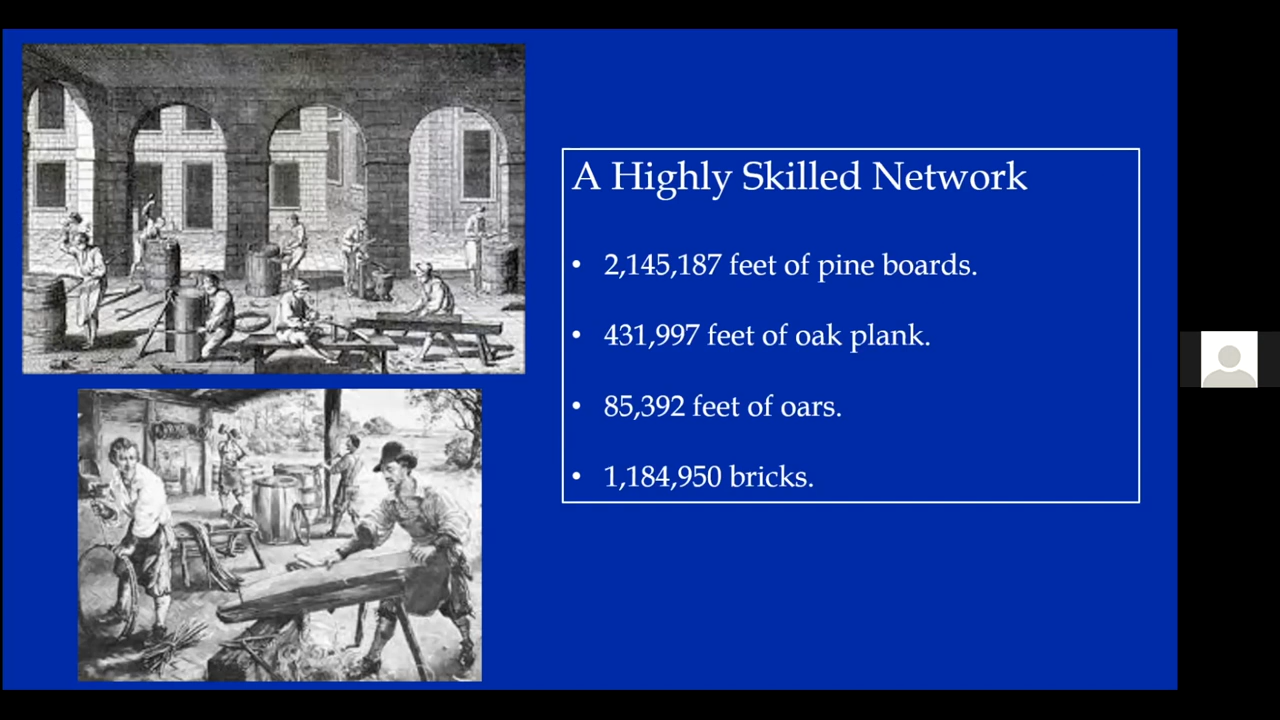 A Highly Skilled Network
• 2,145,187 feet of pine boards.
• 431,997 feet of oak plank.
• 85,392 feet of oars.
• 1,184,950 bricks.